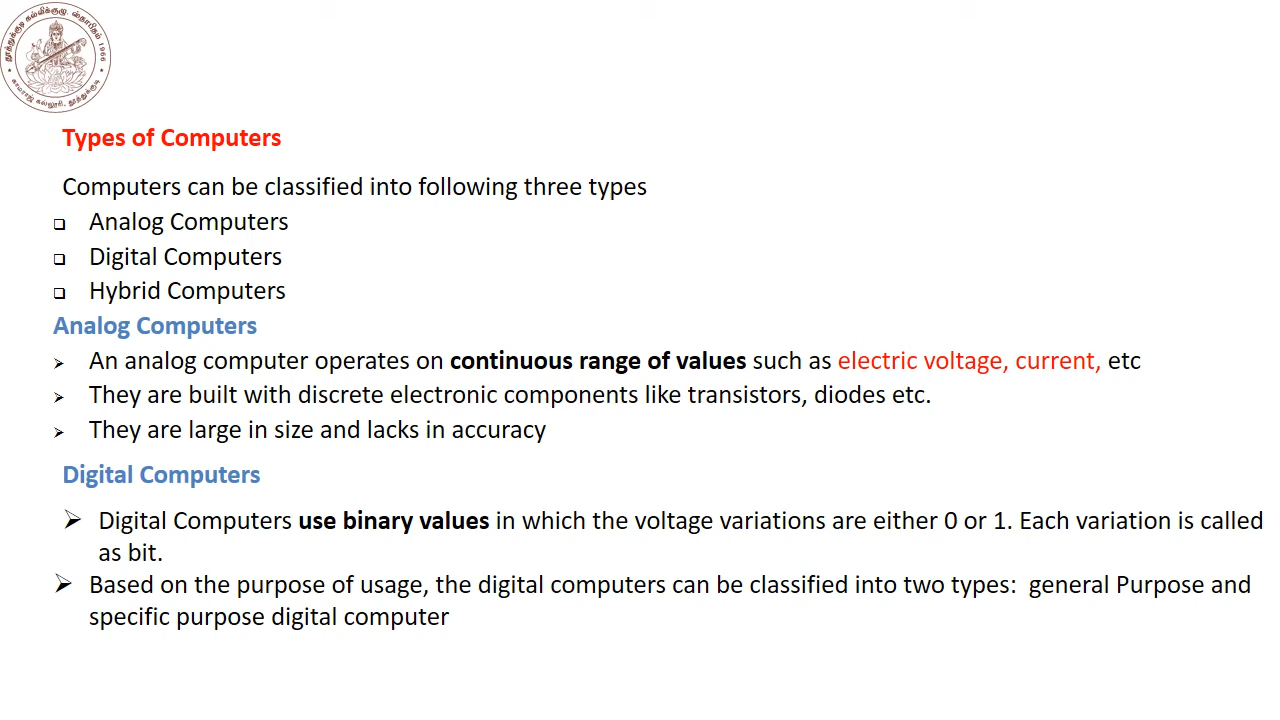 தூத்துக்குடி கல்விக்குழு, ஸ்தாபிதம் 1966
காமராஜ் கல்லூரி, தூத்துக்குடி
Types of Computers
Computers can be classified into following three types
❑ Analog Computers
❑ Digital Computers
❑ Hybrid Computers
Analog Computers
➢ An analog computer operates on continuous range of values such as electric voltage, current, etc
➢ They are built with discrete electronic components like transistors, diodes etc.
➢ They are large in size and lacks in accuracy
Digital Computers
➢ Digital Computers use binary values in which the voltage variations are either 0 or 1. Each variation is called
as bit.
➢ Based on the purpose of usage, the digital computers can be classified into two types:  general Purpose and
specific purpose digital computer